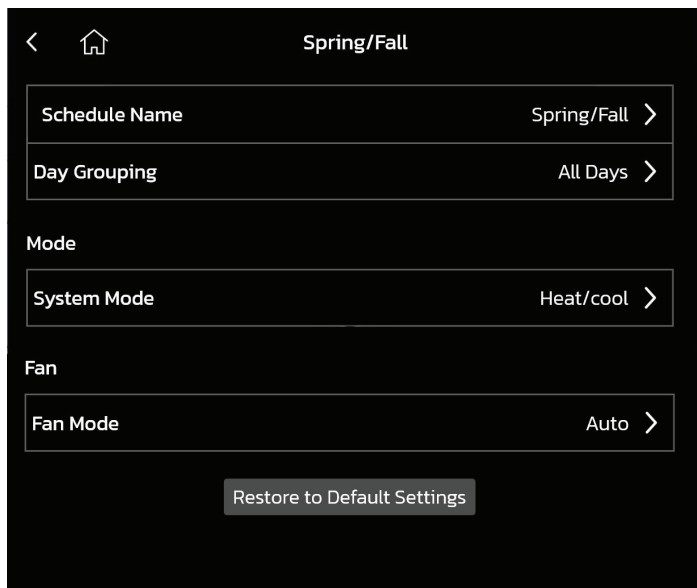 Spring/Fall
Schedule Name Spring/Fall
Day Grouping All Days
Mode
System Mode Heat/cool
Fan
Fan Mode Auto
Restore to Default Settings